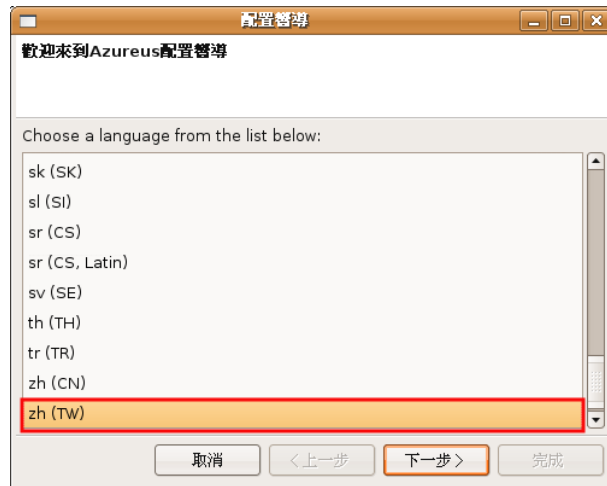 配置嚮導
歡迎來到Azureus配置嚮導
Choose a language from the list below:
sk (SK)
sl (SI)
sr (CS)
sr (CS, Latin)
sv (SE)
th (TH)
tr (TR)
zh (CN)
zh (TW)
取消
<上一步
下一步>
完成